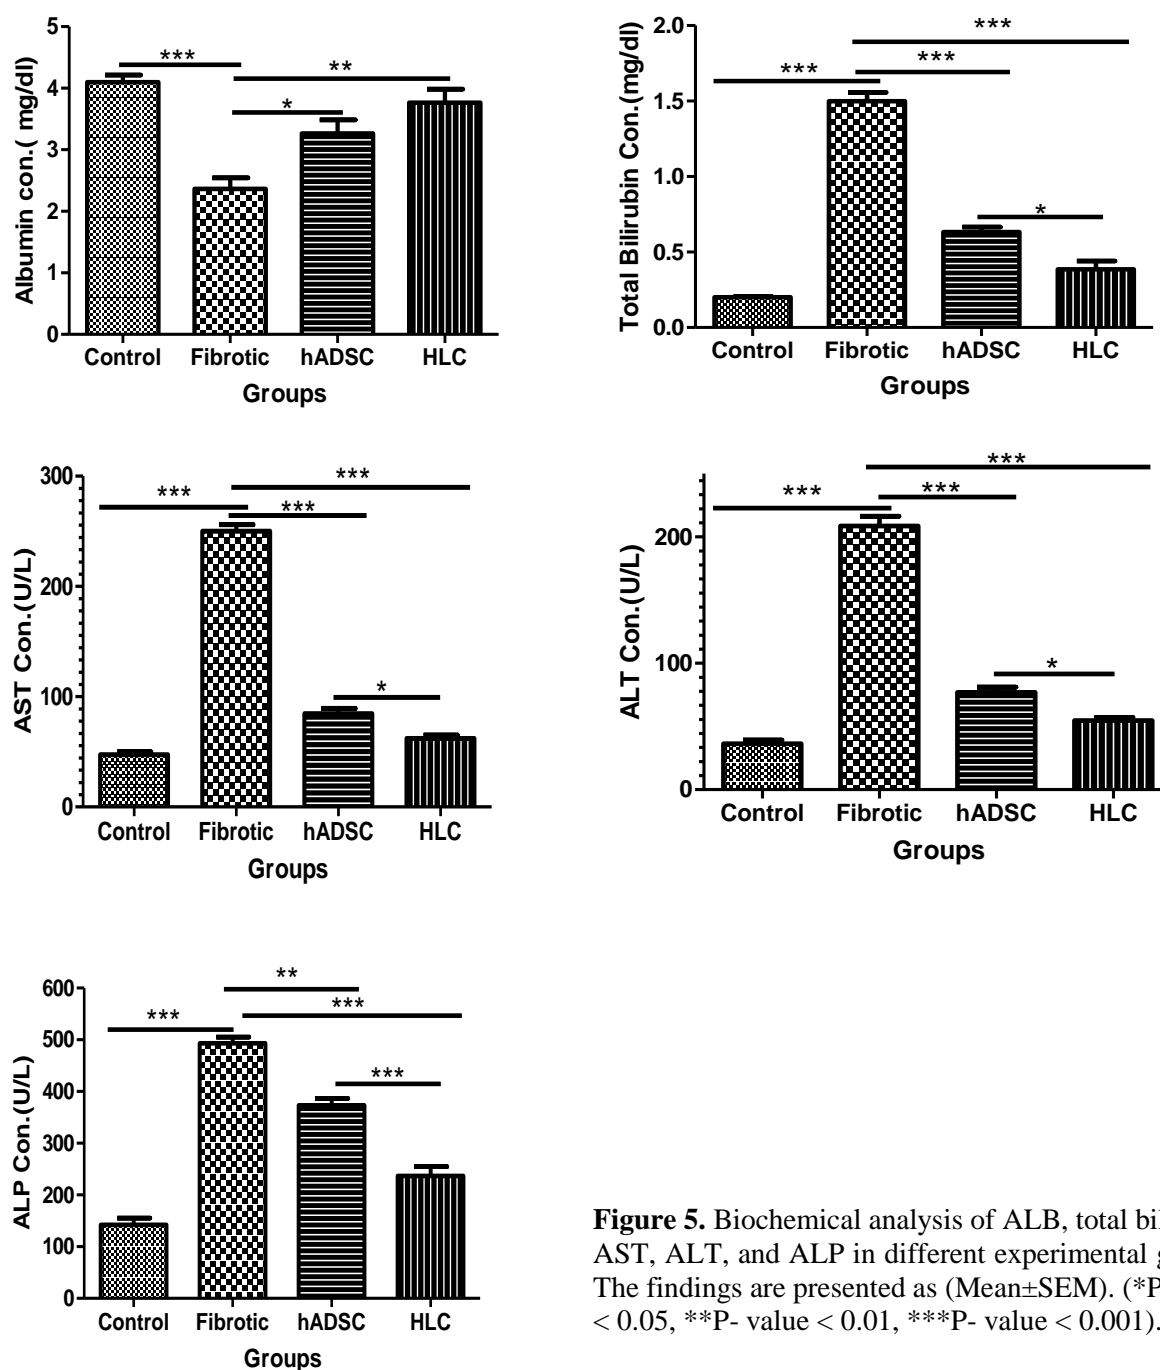 ***
**
*
Albumin con.( mg/dl)
5
4
3
2
1
0
Control Fibrotic hADSC HLC
Groups
***
***
***
*
Total Bilirubin Con.(mg/dl)
2.0
1.5
1.0
0.5
0.0
Control Fibrotic hADSC HLC
Groups
***
***
***
*
AST Con.(U/L)
300
200
100
0
Control Fibrotic hADSC HLC
Groups
***
***
***
*
ALT Con.(U/L)
200
100
0
Control Fibrotic hADSC HLC
Groups
**
***
***
***
ALP Con.(U/L)
600
500
400
300
200
100
0
Control Fibrotic hADSC HLC
Groups
Figure 5. Biochemical analysis of ALB, total bil
AST, ALT, and ALP in different experimental
The findings are presented as (Mean±SEM). (*P
< 0.05, **P- value < 0.01, ***P- value < 0.001).